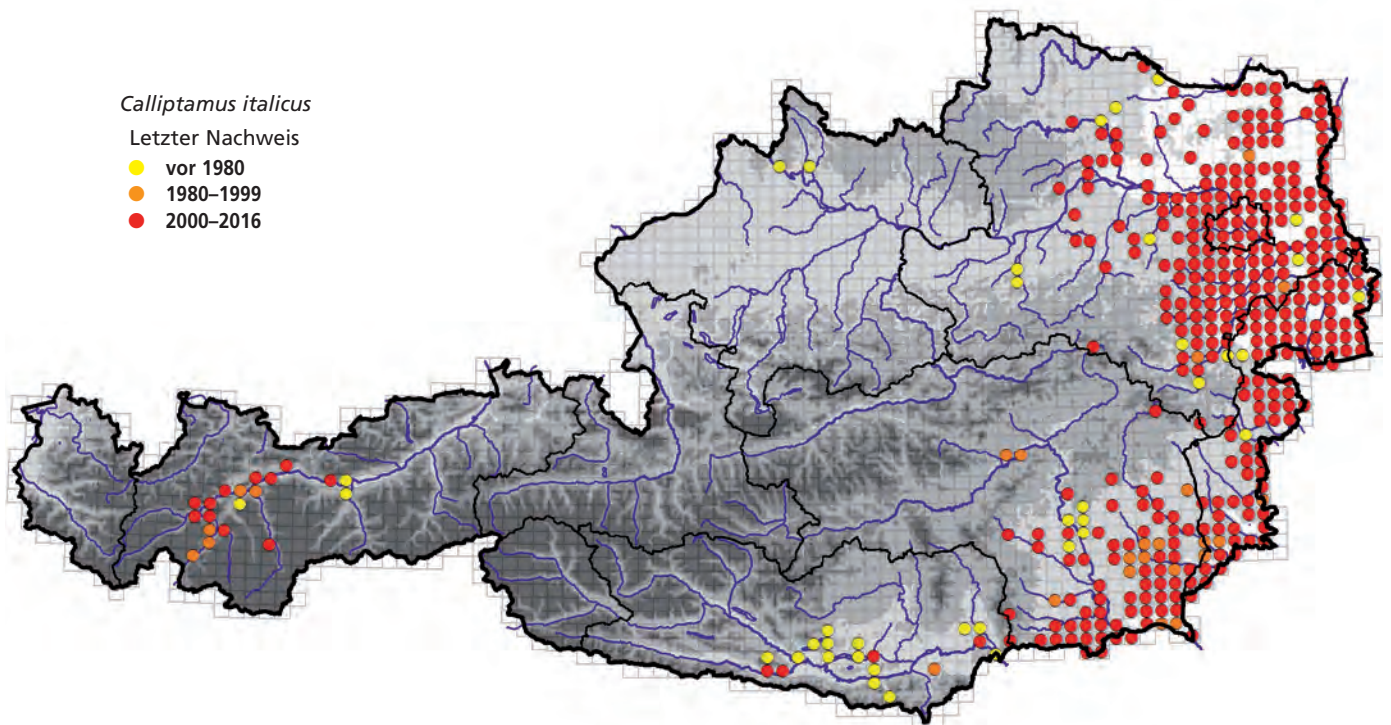 Calliptamus italicus
Letzter Nachweis
vor 1980
1980–1999
2000–2016